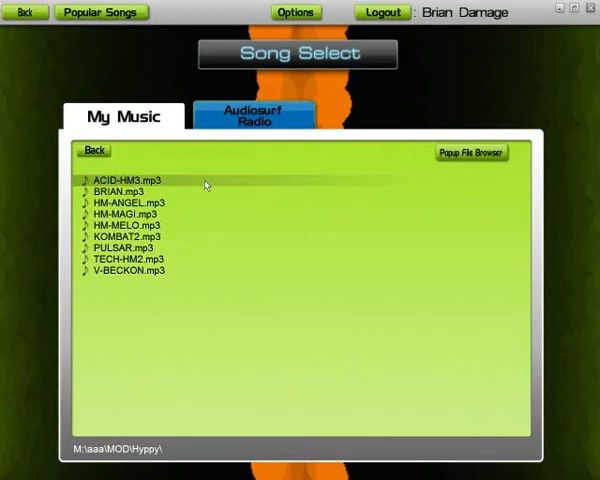 Back
Popular Songs
Options
Logout
: Brian Damage
Song Select
My Music
Audiosurf
Radio
Back
Popup File Browser
ACID-HM3.mp3
BRIAN.mp3
HM-ANGEL.mp3
HM-MAGI.mp3
HM-MELO.mp3
KOMBAT2.mp3
PULSAR.mp3
TECH-HM2.mp3
V-BECKON.mp3
M:\aaa\MOD\Hyppy\